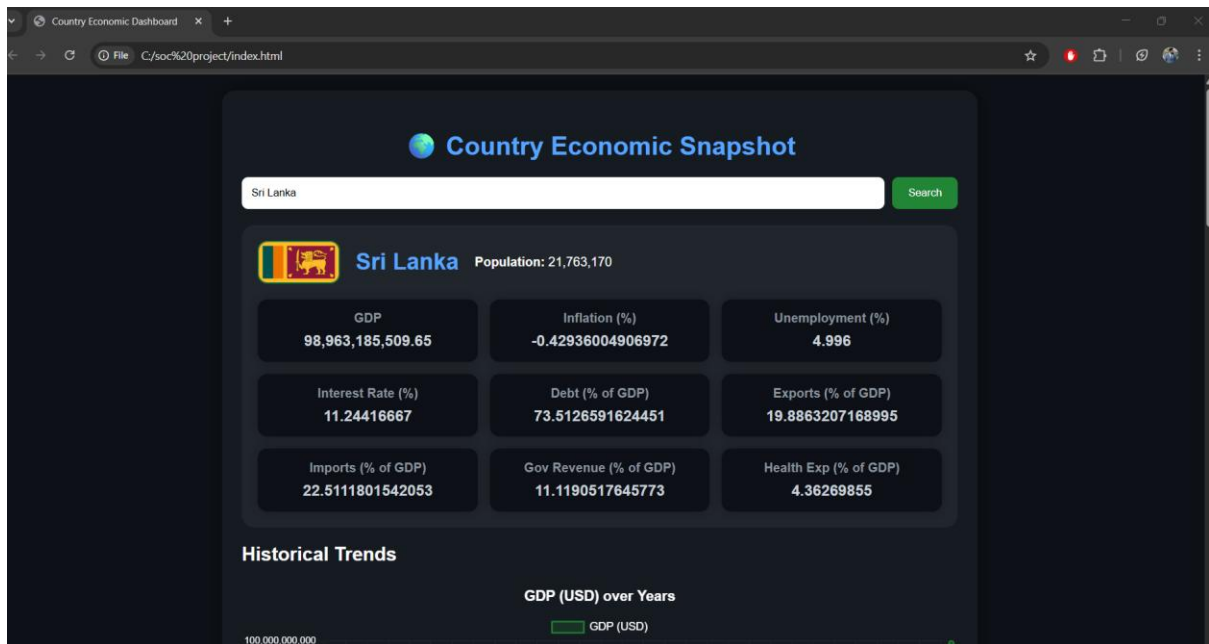 Country Economic Dashboard
File C:/soc%20project/index.html
Country Economic Snapshot
Sri Lanka
Search
Sri Lanka Population: 21,763,170
GDP Inflation (%) Unemployment (%)
98,963,185,509.65 -0.42936004906972 4.996
Interest Rate (%) Debt (% of GDP) Exports (% of GDP)
11.24416667 73.5126591624451 19.8863207168995
Imports (% of GDP) Gov Revenue (% of GDP) Health Exp (% of GDP)
22.5111801542053 11.1190517645773 4.36269855
Historical Trends
GDP (USD) over Years
GDP (USD)
100,000,000,000